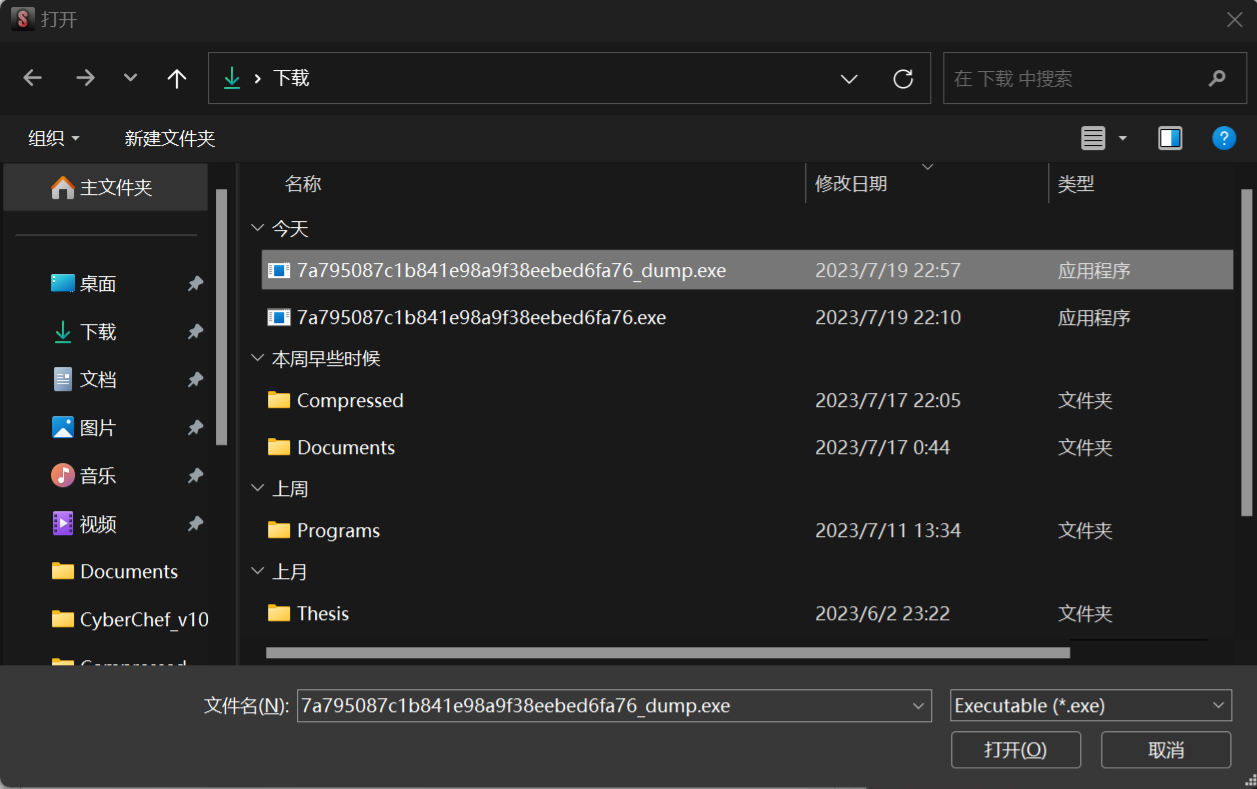 打开
下载
在 下载 中搜索
组织 新建文件夹
主文件夹
桌面
下载
文档
图片
音乐
视频
Documents
CyberChef_v10
名称 修改日期 类型
今天
7a795087c1b841e98a9f38eebed6fa76_dump.exe 2023/7/19 22:57 应用程序
7a795087c1b841e98a9f38eebed6fa76.exe 2023/7/19 22:10 应用程序
本周早些时候
Compressed 2023/7/17 22:05 文件夹
Documents 2023/7/17 0:44 文件夹
上周
Programs 2023/7/11 13:34 文件夹
上月
Thesis 2023/6/2 23:22 文件夹
文件名(N): 7a795087c1b841e98a9f38eebed6fa76_dump.exe Executable (*.exe)
打开(O) 取消